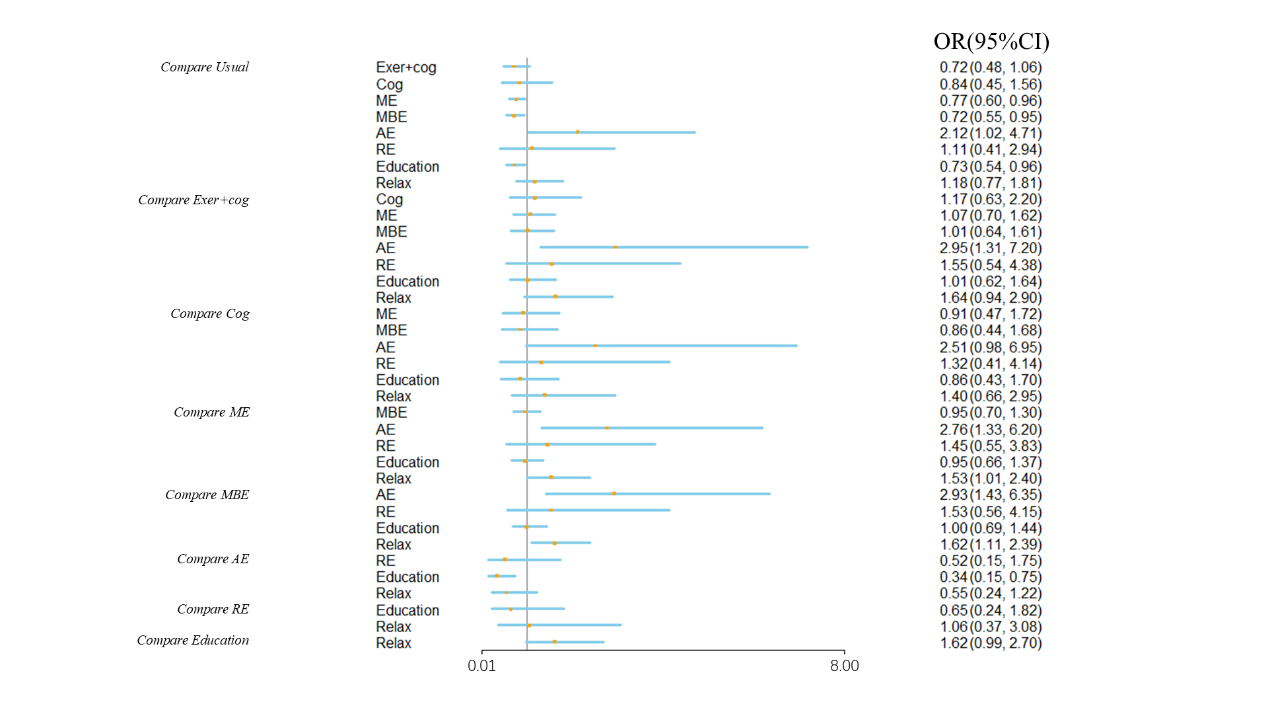 OR(95%CI)
Compare Usual Exer+cog 0.72 (0.48, 1.06)
Cog 0.84 (0.45, 1.56)
ME 0.77 (0.60, 0.96)
MBE 0.72 (0.55, 0.95)
AE 2.12 (1.02, 4.71)
RE 1.11 (0.41, 2.94)
Education 0.73 (0.54, 0.96)
Relax 1.18 (0.77, 1.81)
Compare Exer+cog Cog 1.17 (0.63, 2.20)
ME 1.07 (0.70, 1.62)
MBE 1.01 (0.64, 1.61)
AE 2.95 (1.31, 7.20)
RE 1.55 (0.54, 4.38)
Education 1.01 (0.62, 1.64)
Relax 1.64 (0.94, 2.90)
Compare Cog ME 0.91 (0.47, 1.72)
MBE 0.86 (0.44, 1.68)
AE 2.51 (0.98, 6.95)
RE 1.32 (0.41, 4.14)
Education 0.86 (0.43, 1.70)
Relax 1.40 (0.66, 2.95)
Compare ME MBE 0.95 (0.70, 1.30)
AE 2.76 (1.33, 6.20)
RE 1.45 (0.55, 3.83)
Education 0.95 (0.66, 1.37)
Relax 1.53 (1.01, 2.40)
Compare MBE AE 2.93 (1.43, 6.35)
RE 1.53 (0.56, 4.15)
Education 1.00 (0.69, 1.44)
Relax 1.62 (1.11, 2.39)
Compare AE RE 0.52 (0.15, 1.75)
Education 0.34 (0.15, 0.75)
Relax 0.55 (0.24, 1.22)
Compare RE Education 0.65 (0.24, 1.82)
Relax 1.06 (0.37, 3.08)
Compare Education Relax 1.62 (0.99, 2.70)
0.01 8.00